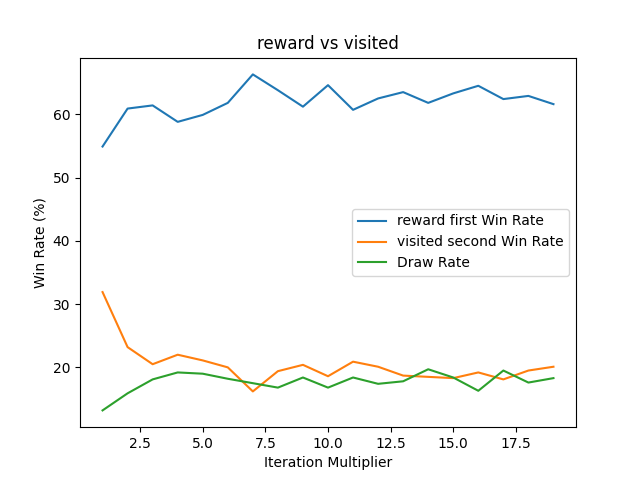 reward vs visited
Win Rate (%)
60
50
40
30
20
reward first Win Rate
visited second Win Rate
Draw Rate
2.5 5.0 7.5 10.0 12.5 15.0 17.5
Iteration Multiplier